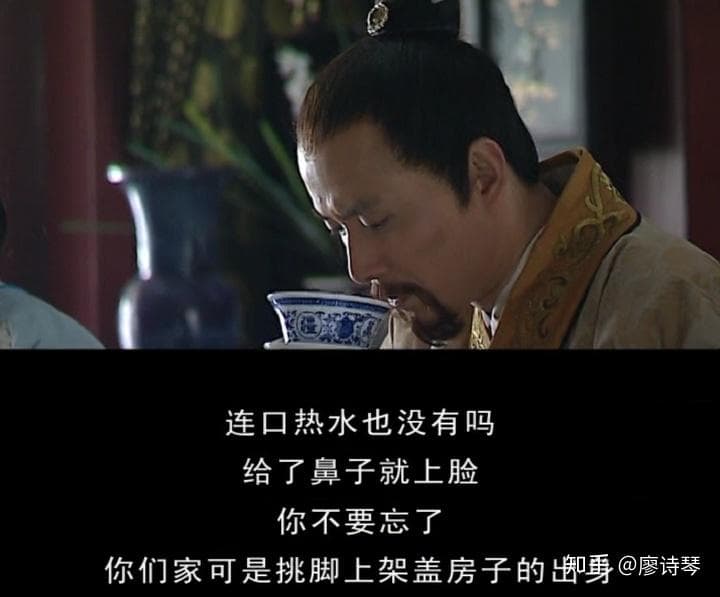 连口热水也没有吗
给了鼻子就上脸
你不要忘了
你们家可是挑脚上架盖房子的出身
知乎 @廖诗琴